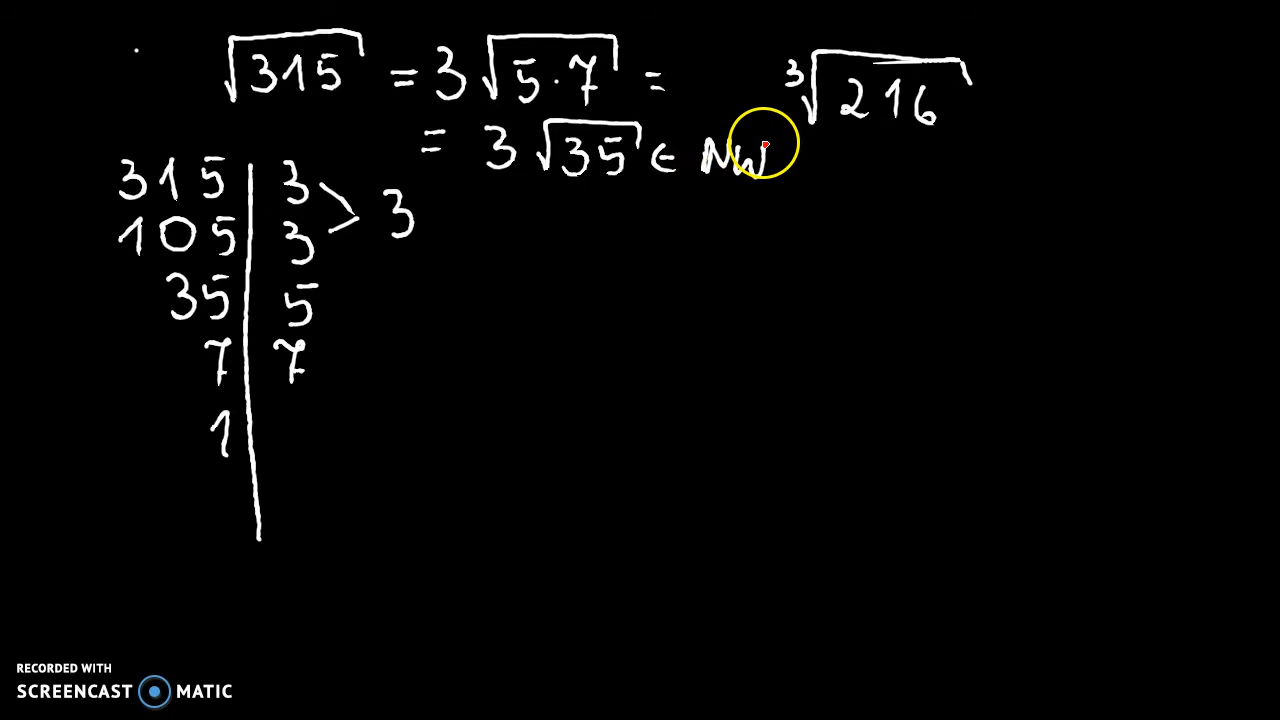 √315 = 3√5·7 =
= 3√35 ∈ NW
∛216
315 | 3
105 | 3 > 3
35 | 5
7 | 7
1 |
RECORDED WITH
SCREENCAST MATIC